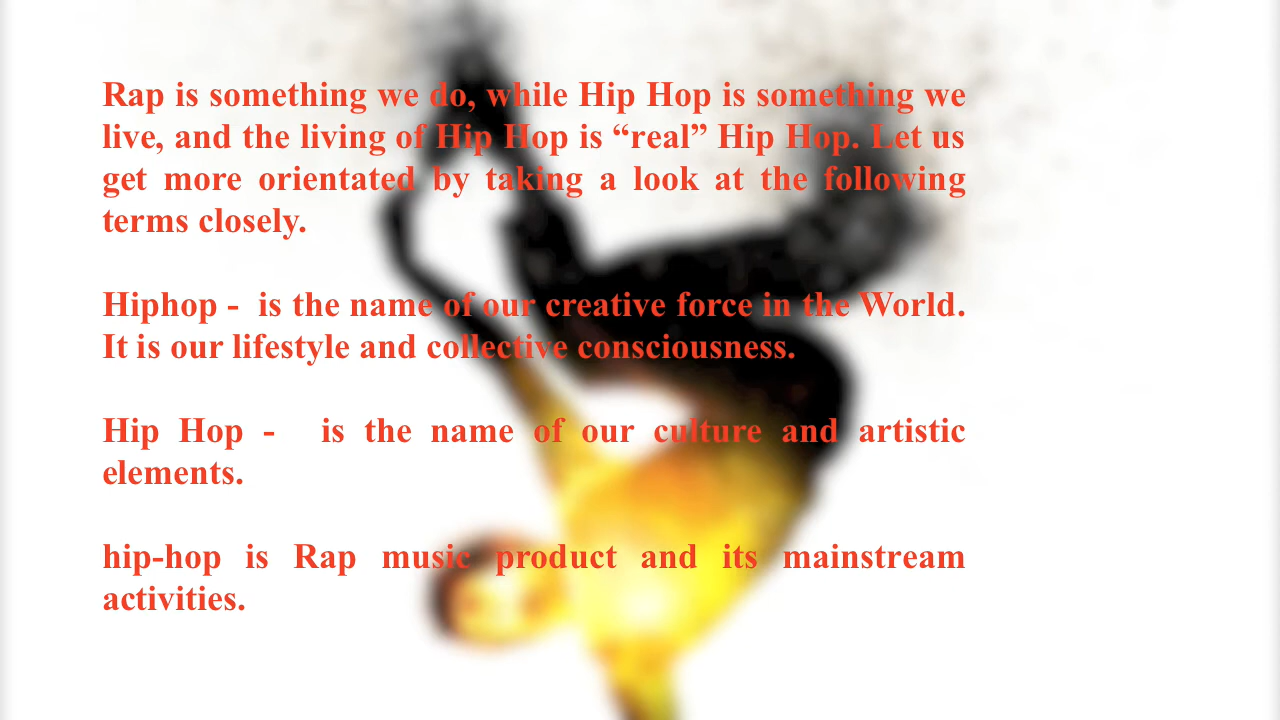 Rap is something we do, while Hip Hop is something we
live, and the living of Hip Hop is “real” Hip Hop. Let us
get more orientated by taking a look at the following
terms closely.
Hiphop - is the name of our creative force in the World.
It is our lifestyle and collective consciousness.
Hip Hop - is the name of our culture and artistic
elements.
hip-hop is Rap music product and its mainstream
activities.